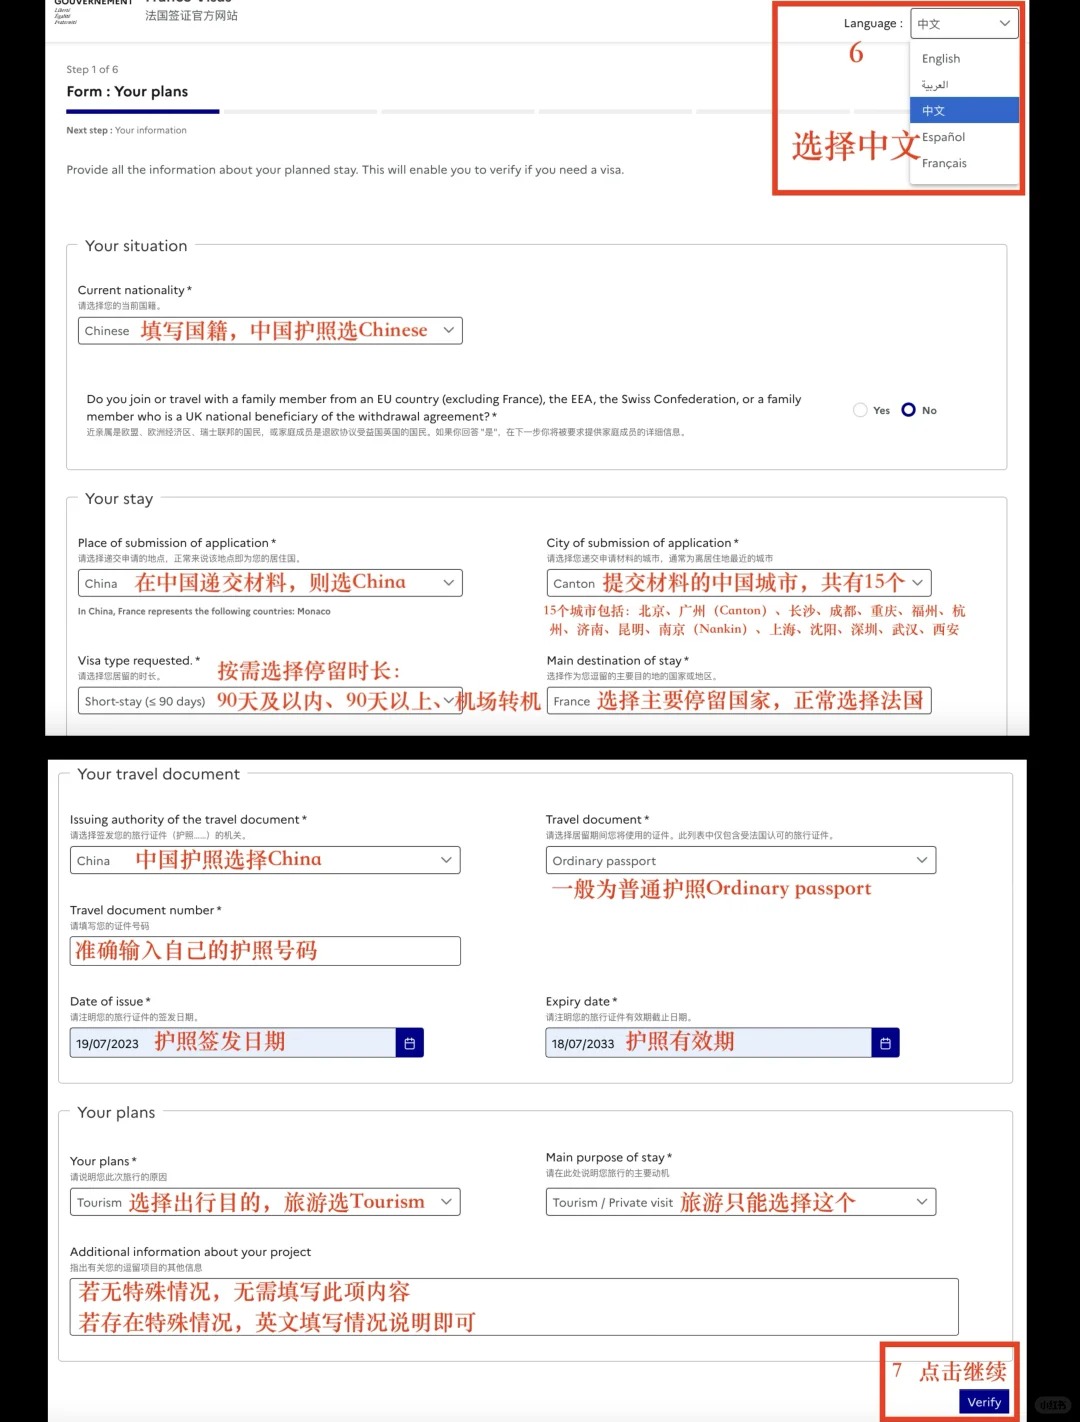 GOUVERNEMENT
Liberté
Égalité
Fraternité
France-Visas
法国签证官方网站
Language :
中文
English
العربية
中文
Español
Français
6
选择中文
Step 1 of 6
Form : Your plans
Next step : Your information
Provide all the information about your planned stay. This will enable you to verify if you need a visa.
Your situation
Current nationality *
请选择您的当前国籍。
Chinese 填写国籍，中国护照选Chinese
Do you join or travel with a family member from an EU country (excluding France), the EEA, the Swiss Confederation, or a family
member who is a UK national beneficiary of the withdrawal agreement? *
Yes No
近亲属是欧盟、欧洲经济区、瑞士联邦的国民，或家庭成员是退欧协议受益国英国的国民。如果你回答 "是"，在下一步你将被要求提供家庭成员的详细信息。
Your stay
Place of submission of application *
请选择递交申请的地点，正常来说该地点即为您的居住国。
China 在中国递交材料，则选China
In China, France represents the following countries: Monaco
City of submission of application *
请选择您递交申请材料的城市，通常为离居住地最近的城市
Canton 提交材料的中国城市，共有15个
15个城市包括：北京、广州（Canton）、长沙、成都、重庆、福州、杭
州、济南、昆明、南京（Nankin）、上海、沈阳、深圳、武汉、西安
Visa type requested. *
请选择您居留的时长。
按需选择停留时长：
Short-stay (≤ 90 days) 90天及以内、90天以上、机场转机
Main destination of stay *
选择作为您逗留的主要目的地的国家或地区。
France 选择主要停留国家，正常选择法国
Your travel document
Issuing authority of the travel document *
请选择签发您的旅行证件（护照......）的机关。
China 中国护照选择China
Travel document *
请选择居留期间您将使用的证件。此列表中仅包含受法国认可的旅行证件。
Ordinary passport
一般为普通护照Ordinary passport
Travel document number *
请填写您的证件号码
准确输入自己的护照号码
Date of issue *
请注明您的旅行证件的签发日期。
19/07/2023 护照签发日期
Expiry date *
请注明您的旅行证件有效期截止日期。
18/07/2033 护照有效期
Your plans
Your plans *
请说明您此次旅行的原因
Tourism 选择出行目的，旅游选Tourism
Main purpose of stay *
请在此处说明您旅行的主要动机
Tourism / Private visit 旅游只能选择这个
Additional information about your project
指出有关您的逗留项目的其他信息
若无特殊情况，无需填写此项内容
若存在特殊情况，英文填写情况说明即可
7 点击继续
Verify
小红书